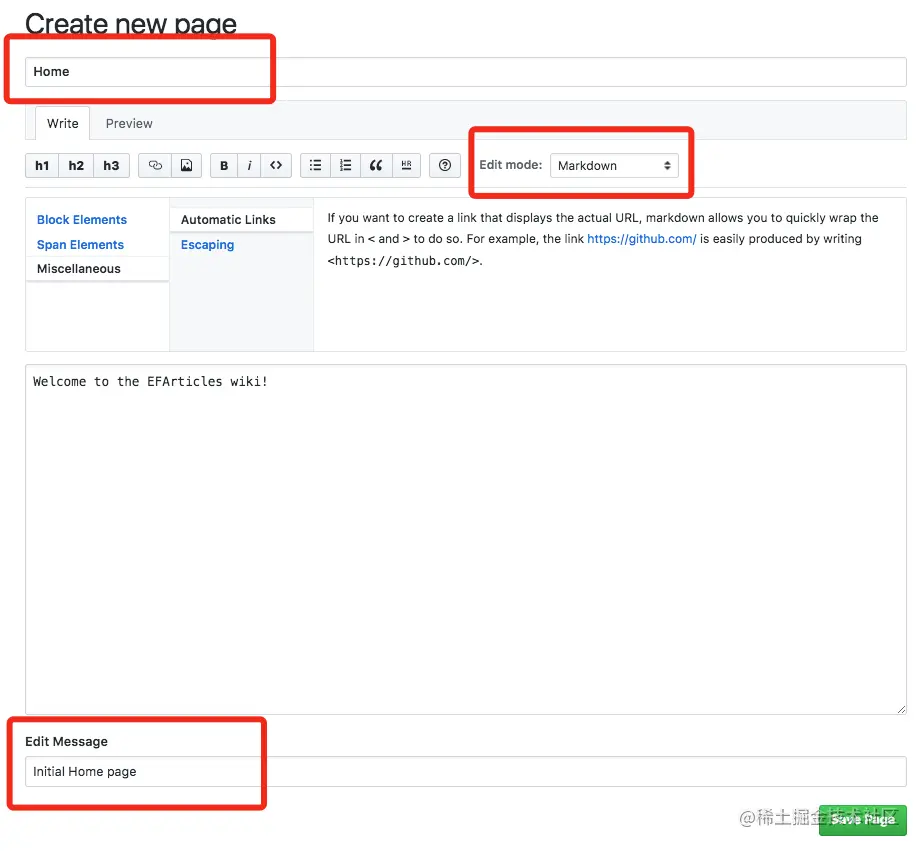 Create new page
Home
Write Preview
h1 h2 h3 B i <> HR Edit mode: Markdown
Block Elements
Span Elements
Miscellaneous
Automatic Links
Escaping
If you want to create a link that displays the actual URL, markdown allows you to quickly wrap the
URL in < and > to do so. For example, the link https://github.com/ is easily produced by writing
<https://github.com/>.
Welcome to the EFArticles wiki!
Edit Message
Initial Home page
@稀土掘金技术社区
Save Page